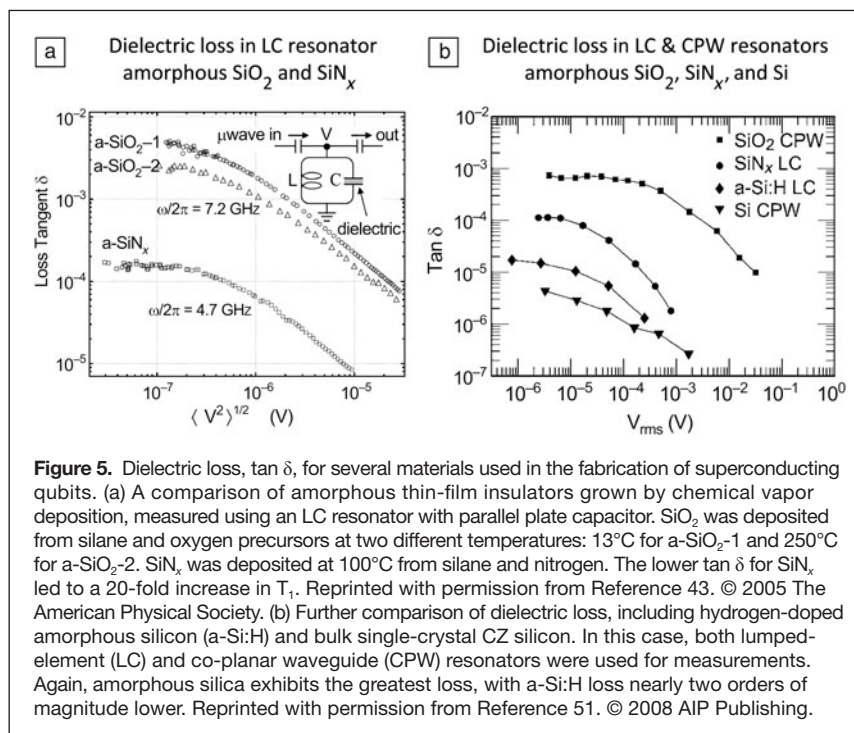 a
Dielectric loss in LC resonator
amorphous SiO₂ and SiNₓ
10⁻²
10⁻³
10⁻⁴
10⁻⁵
Loss Tangent δ
a-SiO₂–1
a-SiO₂–2
a-SiNₓ
μwave in V out
L C
dielectric
ω/2π = 7.2 GHz
ω/2π = 4.7 GHz
10⁻⁷ 10⁻⁶ 10⁻⁵
⟨ V² ⟩¹ᐟ² (V)
b
Dielectric loss in LC & CPW resonators
amorphous SiO₂, SiNₓ, and Si
10⁻²
10⁻³
10⁻⁴
10⁻⁵
10⁻⁶
10⁻⁷
Tan δ
SiO₂ CPW
SiNₓ LC
a-Si:H LC
Si CPW
10⁻⁶ 10⁻⁵ 10⁻⁴ 10⁻³ 10⁻² 10⁻¹ 10⁰
Vrms (V)
Figure 5. Dielectric loss, tan δ, for several materials used in the fabrication of superconducting
qubits. (a) A comparison of amorphous thin-film insulators grown by chemical vapor
deposition, measured using an LC resonator with parallel plate capacitor. SiO₂ was deposited
from silane and oxygen precursors at two different temperatures: 13°C for a-SiO₂-1 and 250°C
for a-SiO₂-2. SiNₓ was deposited at 100°C from silane and nitrogen. The lower tan δ for SiNₓ
led to a 20-fold increase in T₁. Reprinted with permission from Reference 43. © 2005 The
American Physical Society. (b) Further comparison of dielectric loss, including hydrogen-doped
amorphous silicon (a-Si:H) and bulk single-crystal CZ silicon. In this case, both lumped-
element (LC) and co-planar waveguide (CPW) resonators were used for measurements.
Again, amorphous silica exhibits the greatest loss, with a-Si:H loss nearly two orders of
magnitude lower. Reprinted with permission from Reference 51. © 2008 AIP Publishing.